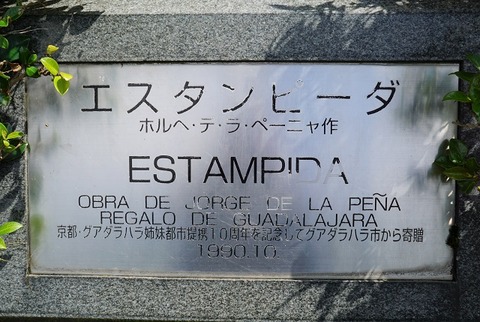 エスタンピーダ
ホルヘ・テ・ラ・ペーニャ作
ESTAMPIDA
OBRA DE JORGE DE LA PEÑA
REGALO DE GUADALAJARA
京都・グアダラハラ姉妹都市提携10周年を記念してグアダラハラ市から寄贈
1990.10.